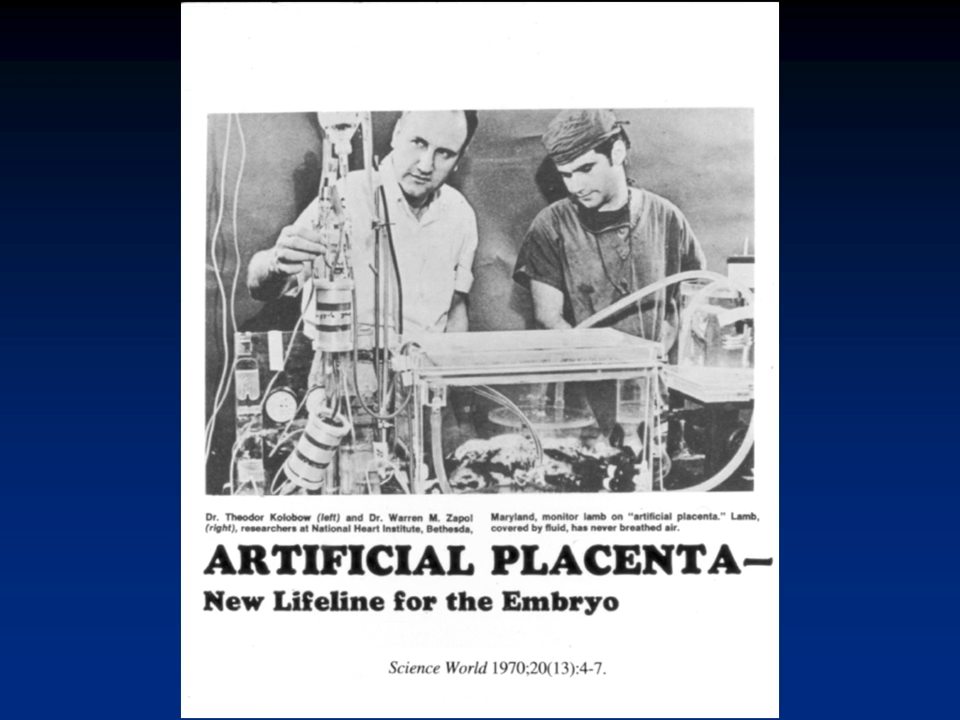 Dr. Theodor Kolobow (left) and Dr. Warren M. Zapol
(right), researchers at National Heart Institute, Bethesda,
Maryland, monitor lamb on "artificial placenta." Lamb,
covered by fluid, has never breathed air.
ARTIFICIAL PLACENTA—
New Lifeline for the Embryo
Science World 1970;20(13):4-7.